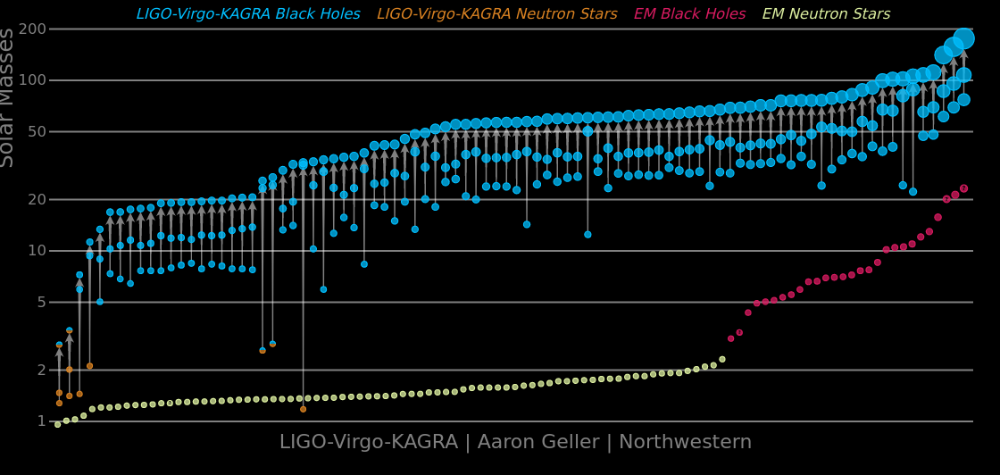 LIGO-Virgo-KAGRA Black Holes LIGO-Virgo-KAGRA Neutron Stars EM Black Holes EM Neutron Stars
Solar Masses
200
100
50
20
10
5
2
1
LIGO-Virgo-KAGRA | Aaron Geller | Northwestern